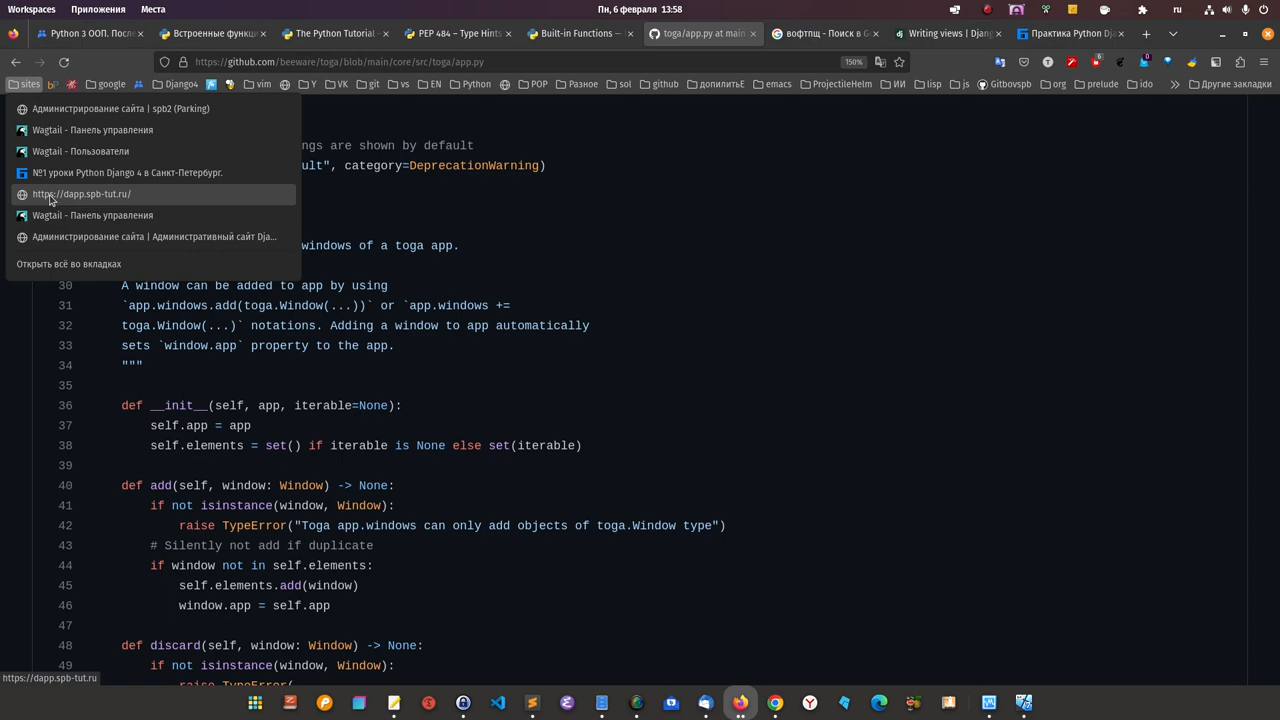 Workspaces Приложения Места
Пн, 6 февраля 13:58
ru
Python 3 ООП. После
Встроенные функци
The Python Tutorial –
PEP 484 – Type Hints
Built-in Functions —
toga/app.py at main
вофтпщ - Поиск в Go
Writing views | Djang
Практика Python Dj
https://github.com/beeware/toga/blob/main/core/src/toga/app.py
150%
6
sites
google
Django4
vim
Y
VK
git
vs
EN
Python
POP
Разное
sol
github
допилитьE
emacs
ProjectileHelm
ИИ
lisp
js
Gitbovspb
org
prelude
ido
Другие закладки
Администрирование сайта | spb2 (Parking)
Wagtail - Панель управления
Wagtail - Пользователи
№1 уроки Python Django 4 в Санкт-Петербург.
https://dapp.spb-tut.ru/
Wagtail - Панель управления
Администрирование сайта | Административный сайт Dja...
Открыть всё во вкладках
ngs are shown by default
ult", category=DeprecationWarning)
windows of a toga app.
30 A window can be added to app by using
31 `app.windows.add(toga.Window(...))` or `app.windows +=
32 toga.Window(...)` notations. Adding a window to app automatically
33 sets `window.app` property to the app.
34 """
35
36 def __init__(self, app, iterable=None):
37 self.app = app
38 self.elements = set() if iterable is None else set(iterable)
39
40 def add(self, window: Window) -> None:
41 if not isinstance(window, Window):
42 raise TypeError("Toga app.windows can only add objects of toga.Window type")
43 # Silently not add if duplicate
44 if window not in self.elements:
45 self.elements.add(window)
46 window.app = self.app
47
48 def discard(self, window: Window) -> None:
49 if not isinstance(window, Window):
raise TypeError(
https://dapp.spb-tut.ru